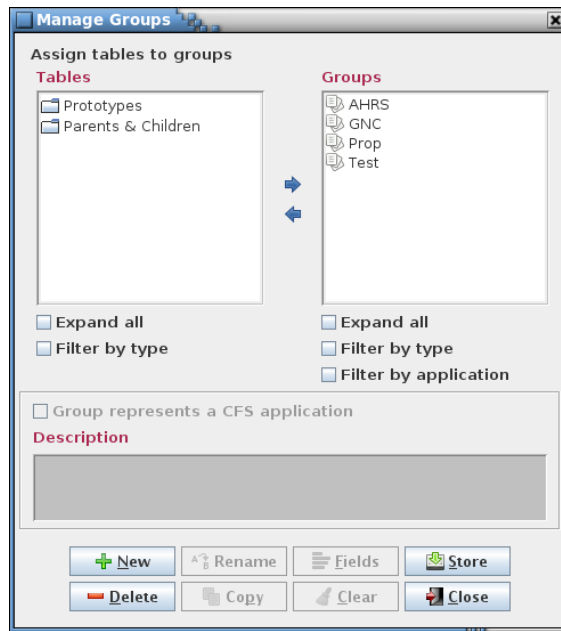 Manage Groups
Assign tables to groups
Tables
Groups
Prototypes
Parents & Children
AHRS
GNC
Prop
Test
Expand all
Filter by type
Expand all
Filter by type
Filter by application
Group represents a CFS application
Description
New
Rename
Fields
Store
Delete
Copy
Clear
Close